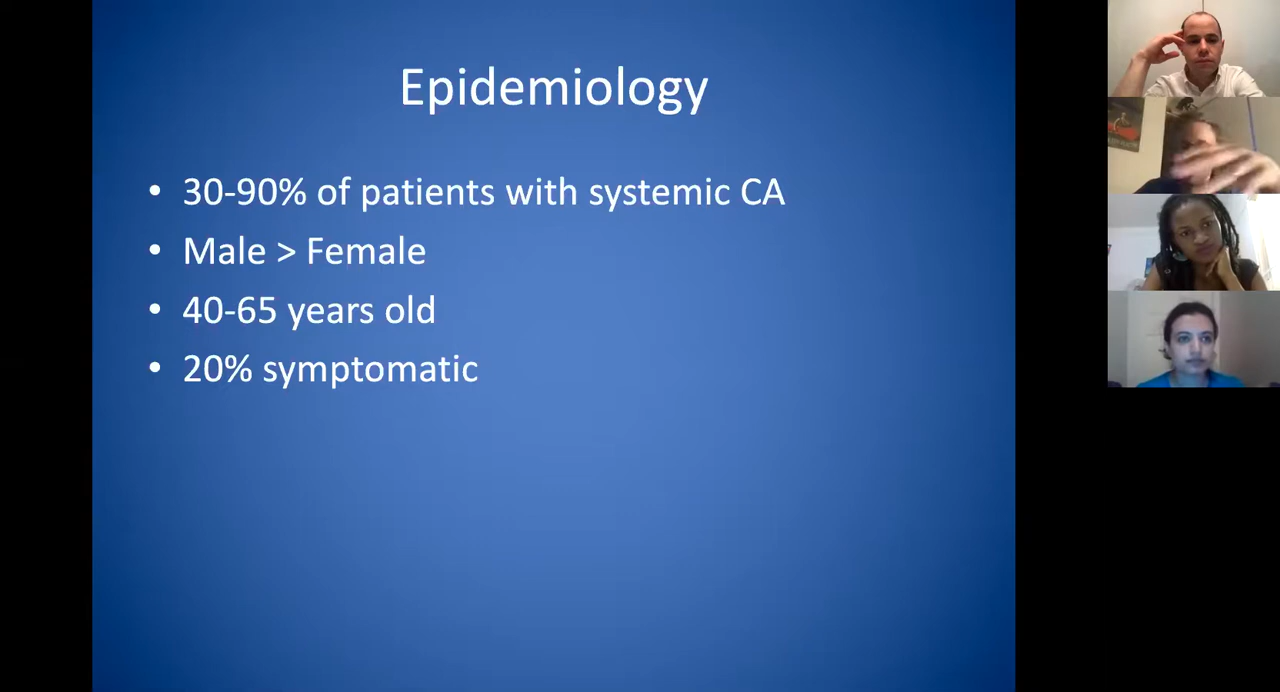 Epidemiology
• 30-90% of patients with systemic CA
• Male > Female
• 40-65 years old
• 20% symptomatic